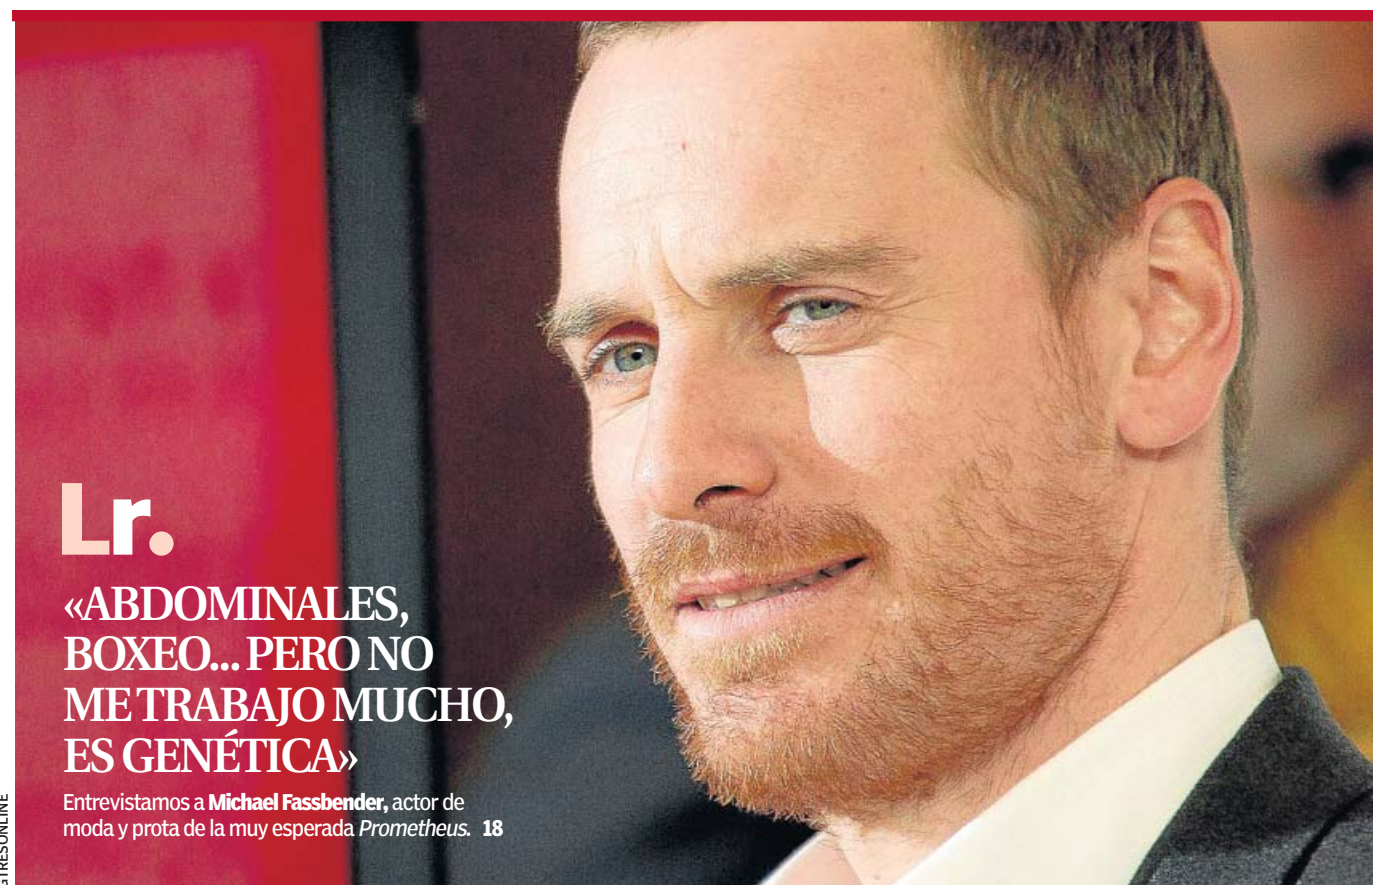 Lr.
«ABDOMINALES,
BOXEO... PERO NO
ME TRABAJO MUCHO,
ES GENÉTICA»
Entrevistamos a Michael Fassbender, actor de
moda y prota de la muy esperada Prometheus. 18
GTRESONLINE